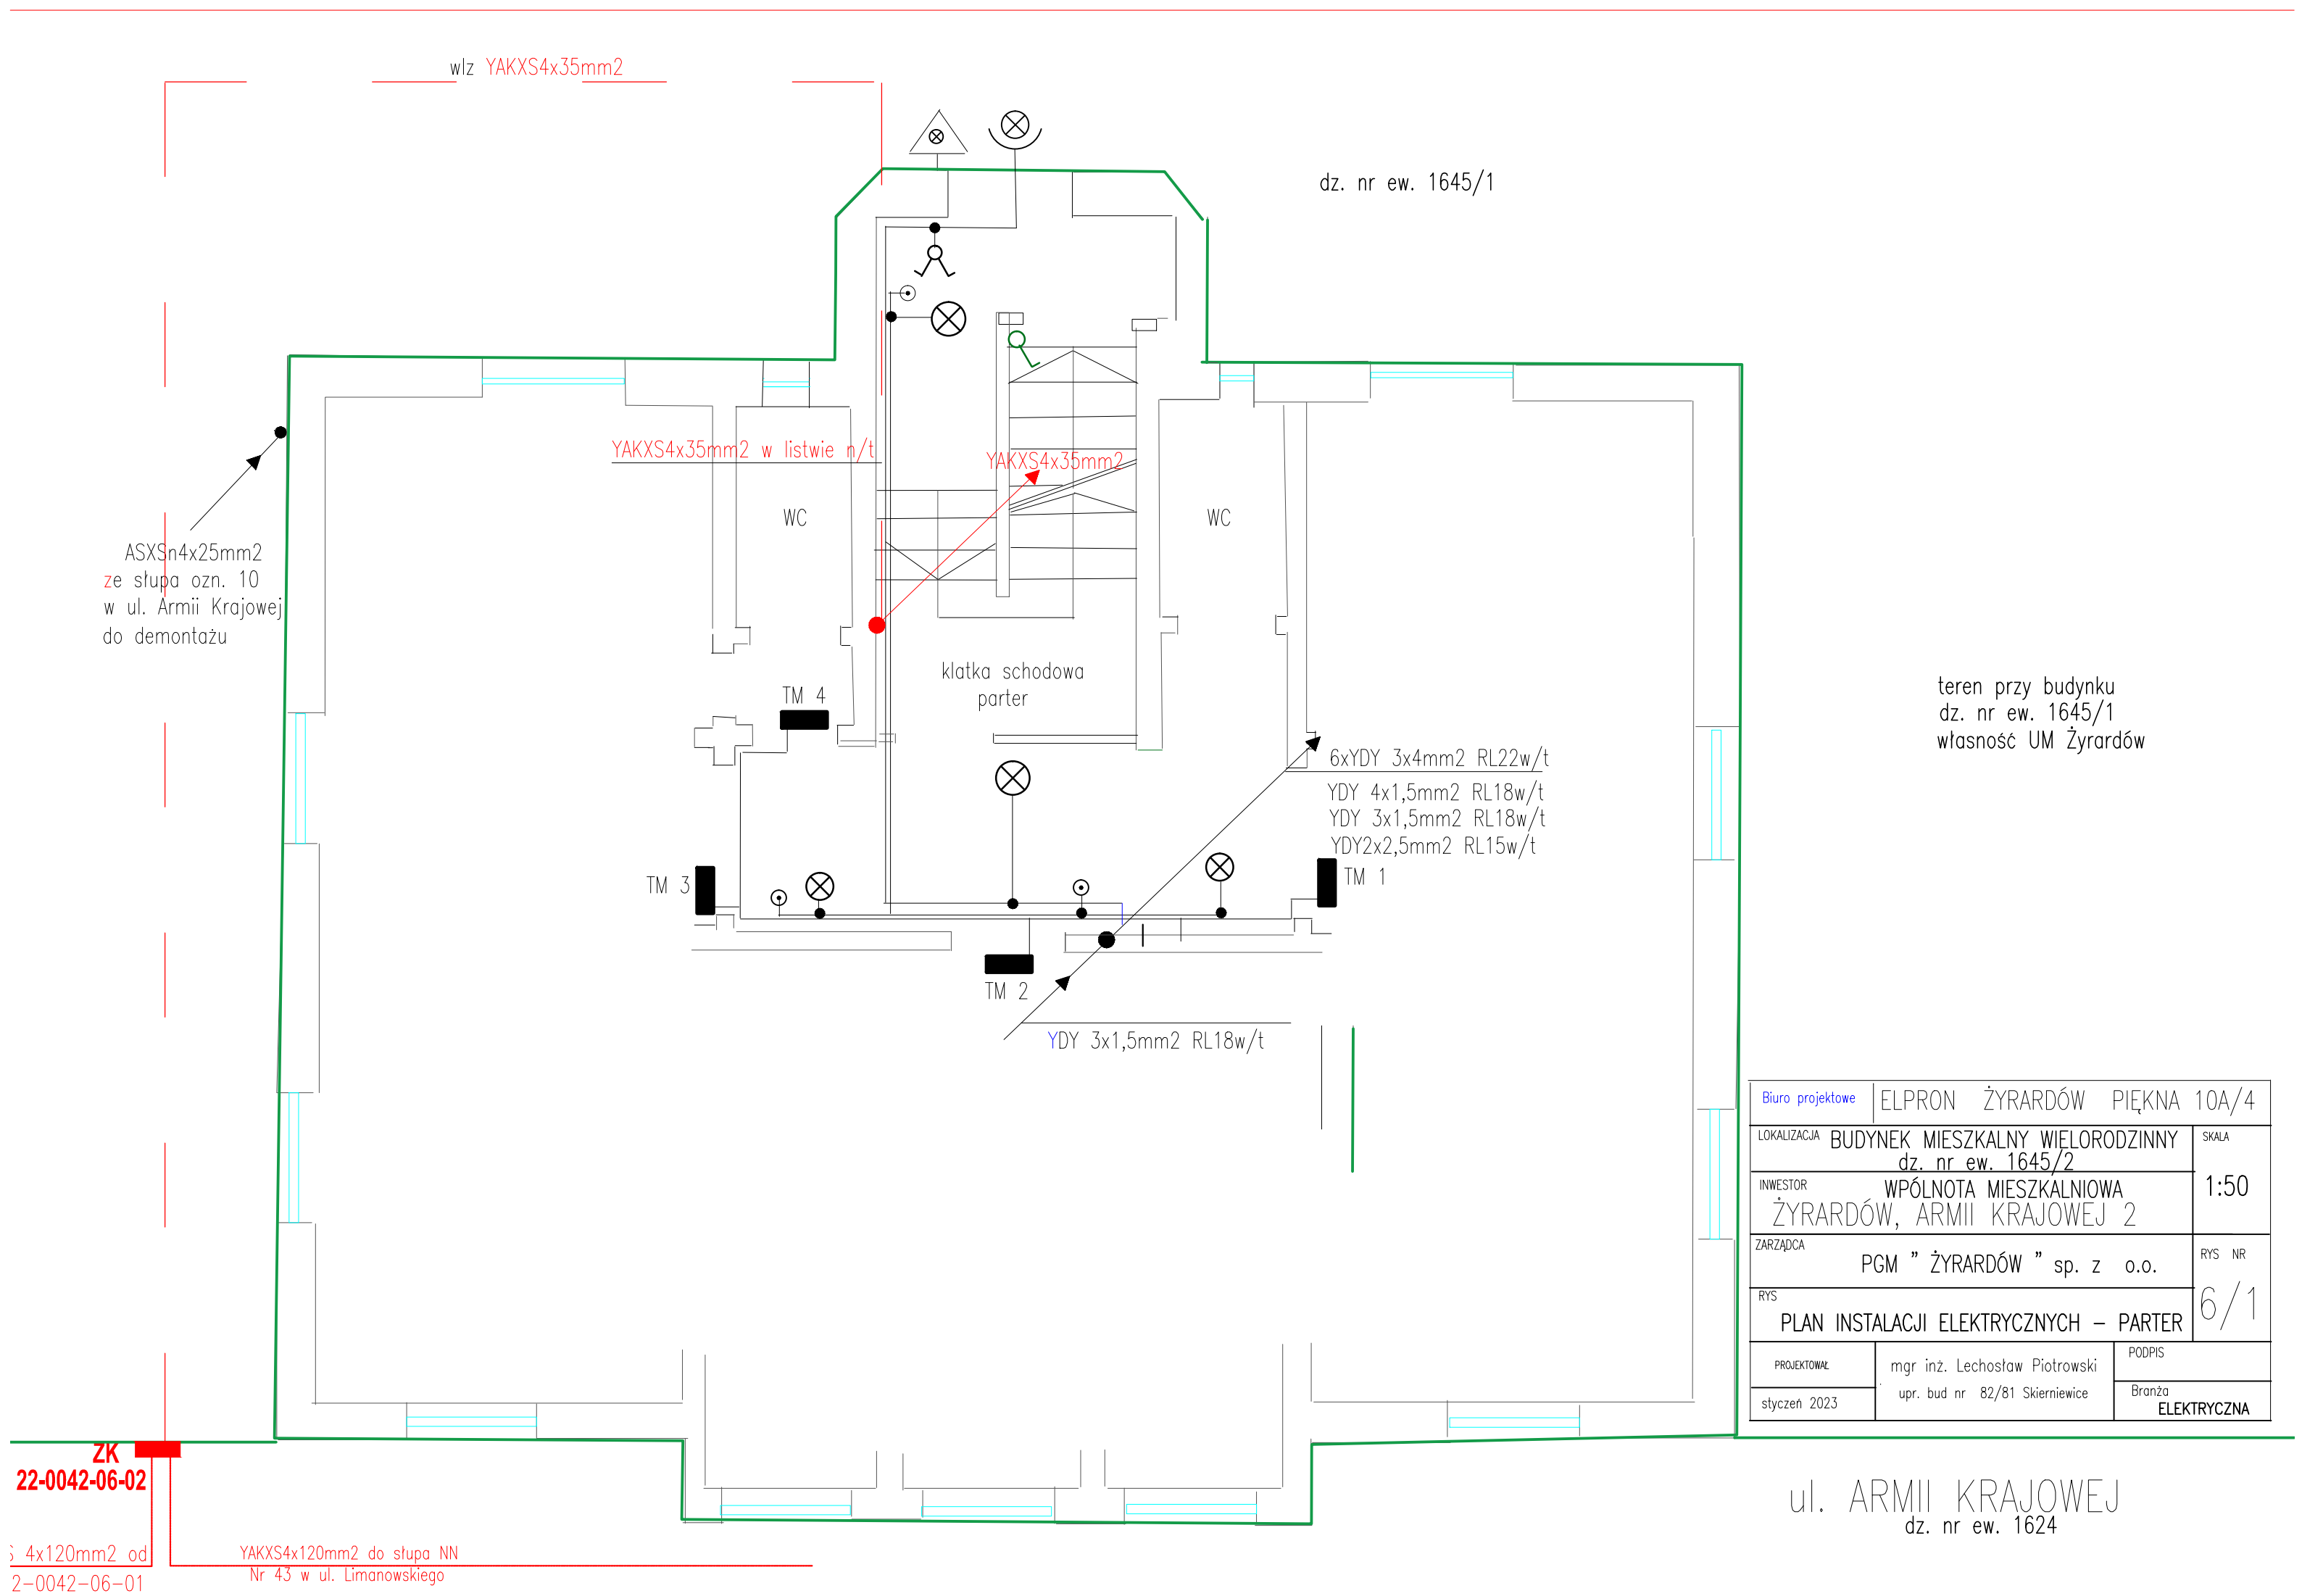 wlz YAKXS4x35mm2
dz. nr ew. 1645/1
YAKXS4x35mm2 w listwie n/t
YAKXS4x35mm2
WC
WC
ASXSn4x25mm2
ze słupa ozn. 10
w ul. Armii Krajowej
do demontażu
klatka schodowa
parter
TM 4
teren przy budynku
dz. nr ew. 1645/1
własność UM Żyrardów
6xYDY 3x4mm2 RL22w/t
YDY 4x1,5mm2 RL18w/t
YDY 3x1,5mm2 RL18w/t
YDY2x2,5mm2 RL15w/t
TM 3
TM 1
TM 2
YDY 3x1,5mm2 RL18w/t
Biuro projektowe ELPRON ŻYRARDÓW PIĘKNA 10A/4
LOKALIZACJA BUDYNEK MIESZKALNY WIELORODZINNY
dz. nr ew. 1645/2
SKALA
1:50
INWESTOR WPÓLNOTA MIESZKALNIOWA
ŻYRARDÓW, ARMII KRAJOWEJ 2
ZARZĄDCA
PGM " ŻYRARDÓW " sp. z o.o.
RYS NR
6/1
RYS
PLAN INSTALACJI ELEKTRYCZNYCH – PARTER
PROJEKTOWAŁ
mgr inż. Lechosław Piotrowski
upr. bud nr 82/81 Skierniewice
PODPIS
styczeń 2023
Branża
ELEKTRYCZNA
ZK
22-0042-06-02
S 4x120mm2 od
2-0042-06-01
YAKXS4x120mm2 do słupa NN
Nr 43 w ul. Limanowskiego
ul. ARMII KRAJOWEJ
dz. nr ew. 1624